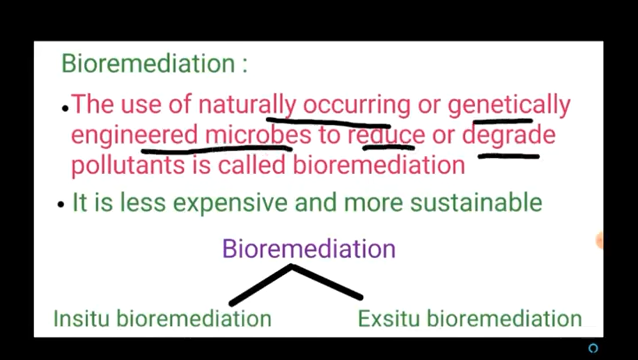 Bioremediation :
•The use of naturally occurring or genetically
engineered microbes to reduce or degrade
pollutants is called bioremediation
• It is less expensive and more sustainable
Bioremediation
Insitu bioremediation Exsitu bioremediation